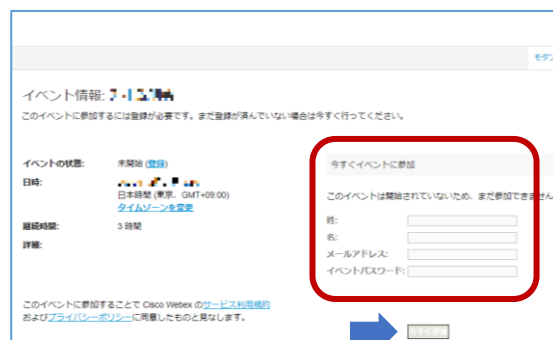 モダン
イベント情報:
このイベントに参加するには登録が必要です。まだ登録が済んでいない場合は今すぐ行ってください。
イベントの状態: 未開始 (登録)
日時:
日本時間 (東京、GMT+09:00)
タイムゾーンを変更
継続時間: 3 時間
詳細:
このイベントに参加することで Cisco Webex のサービス利用規約
およびプライバシーポリシーに同意したものと見なします。
今すぐイベントに参加
このイベントは開始されていないため、まだ参加できません
姓:
名:
メールアドレス:
イベントパスワード:
今すぐ参加